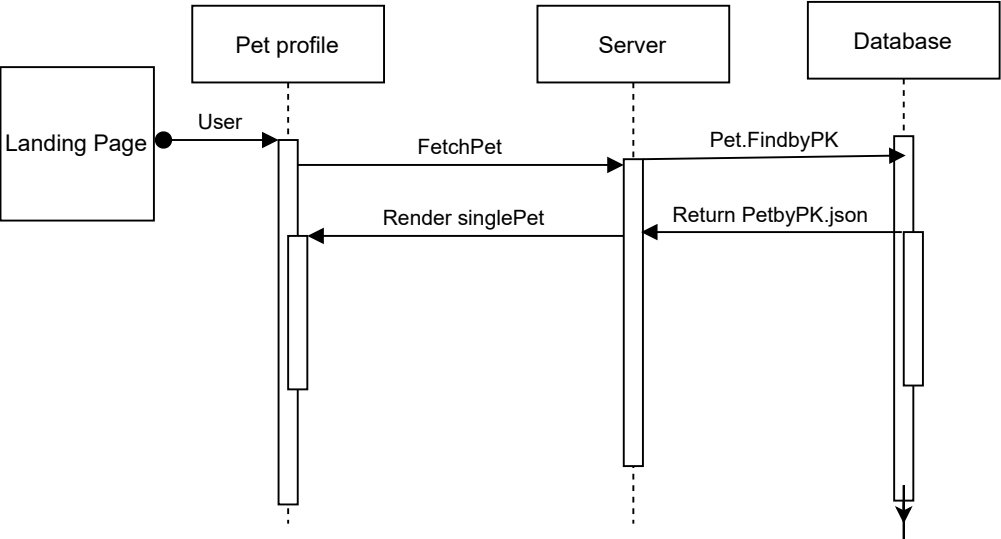 Pet profile
Server
Database
Landing Page
User
FetchPet
Pet.FindbyPK
Render singlePet
Return PetbyPK.json